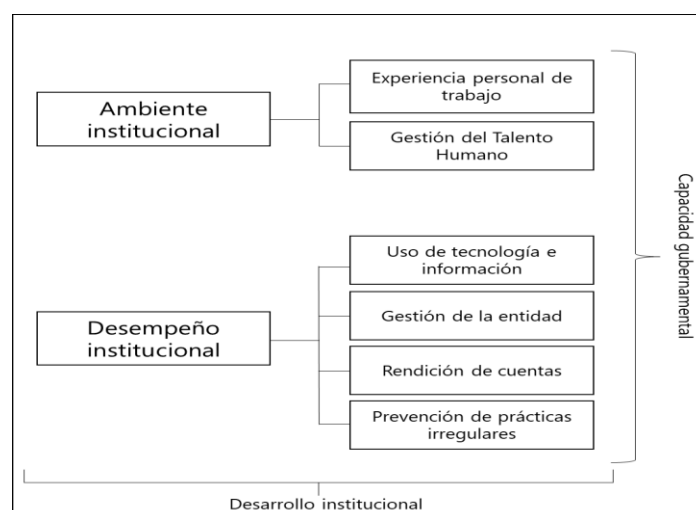 Ambiente
institucional
Experiencia personal de
trabajo
Gestión del Talento
Humano
Desempeño
institucional
Uso de tecnología e
información
Gestión de la entidad
Rendición de cuentas
Prevención de prácticas
irregulares
Capacidad gubernamental
Desarrollo institucional